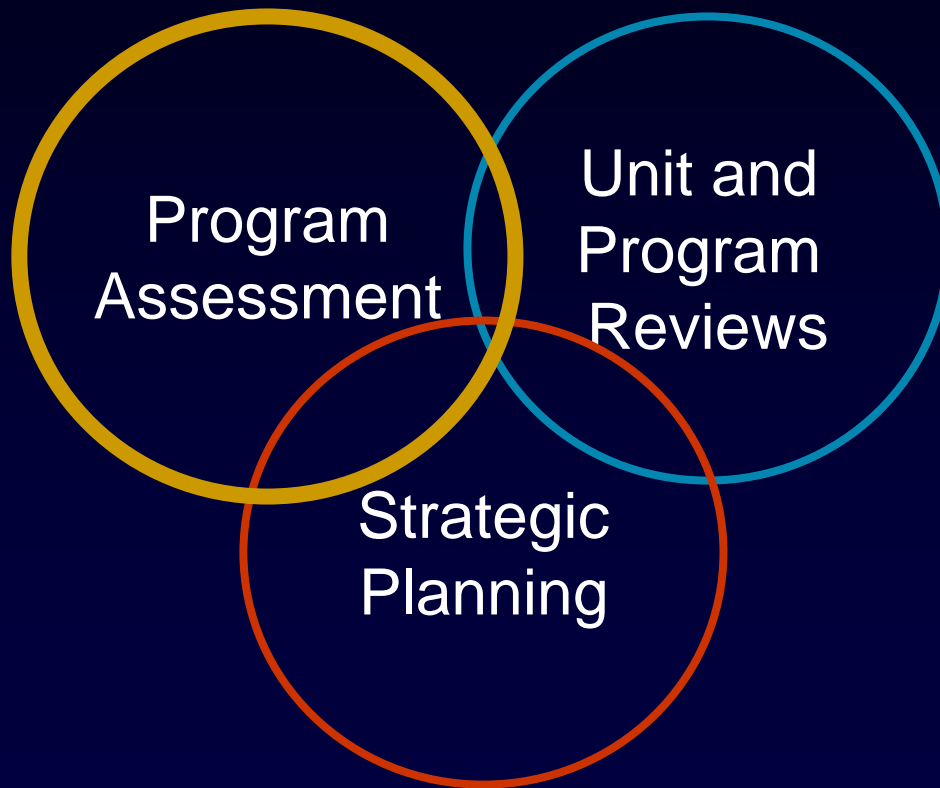 Program
Assessment
Unit and
Program
Reviews
Strategic
Planning